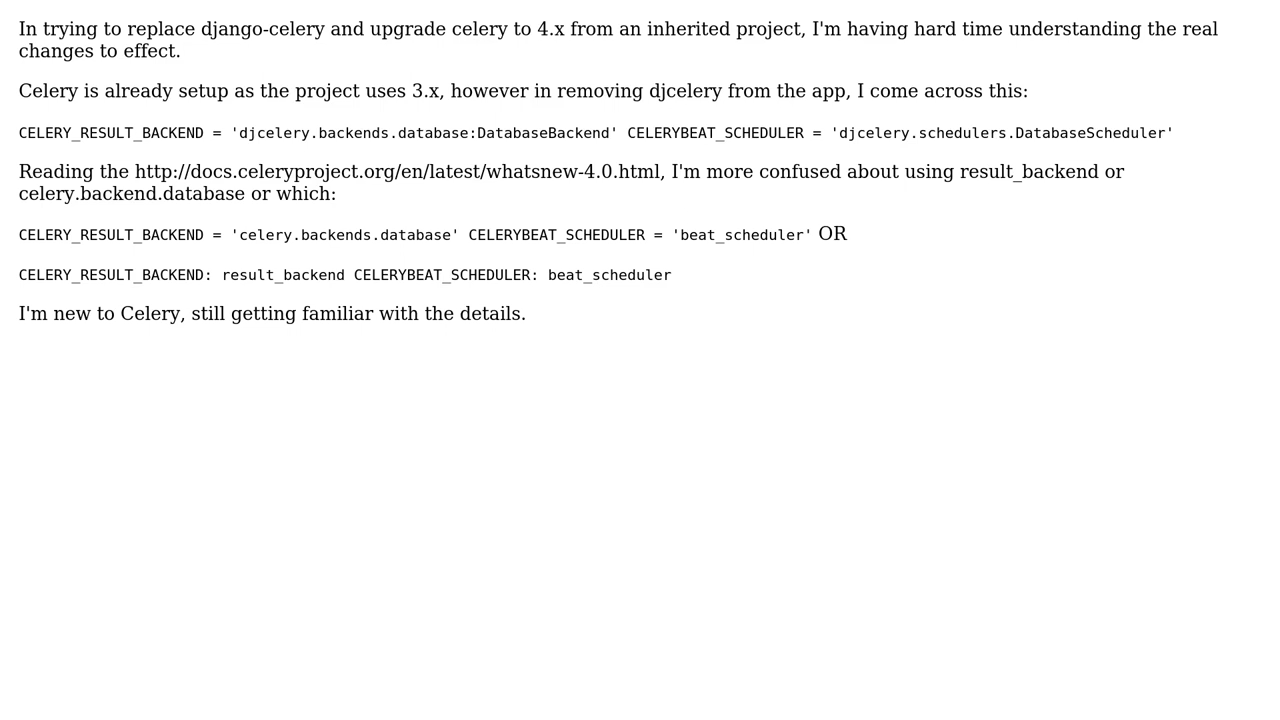 In trying to replace django-celery and upgrade celery to 4.x from an inherited project, I'm having hard time understanding the real
changes to effect.
Celery is already setup as the project uses 3.x, however in removing djcelery from the app, I come across this:
CELERY_RESULT_BACKEND = 'djcelery.backends.database:DatabaseBackend' CELERYBEAT_SCHEDULER = 'djcelery.schedulers.DatabaseScheduler'
Reading the http://docs.celeryproject.org/en/latest/whatsnew-4.0.html, I'm more confused about using result_backend or
celery.backend.database or which:
CELERY_RESULT_BACKEND = 'celery.backends.database' CELERYBEAT_SCHEDULER = 'beat_scheduler' OR
CELERY_RESULT_BACKEND: result_backend CELERYBEAT_SCHEDULER: beat_scheduler
I'm new to Celery, still getting familiar with the details.